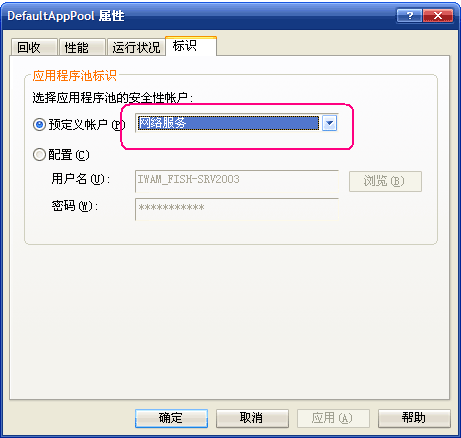 DefaultAppPool 属性
回收 性能 运行状况 标识
应用程序池标识
选择应用程序池的安全性帐户:
预定义帐户(P) 网络服务
配置(C)
用户名(U): IWAM_FISH-SRV2003 浏览(B)
密码(W): ***********
确定 取消 应用(A) 帮助